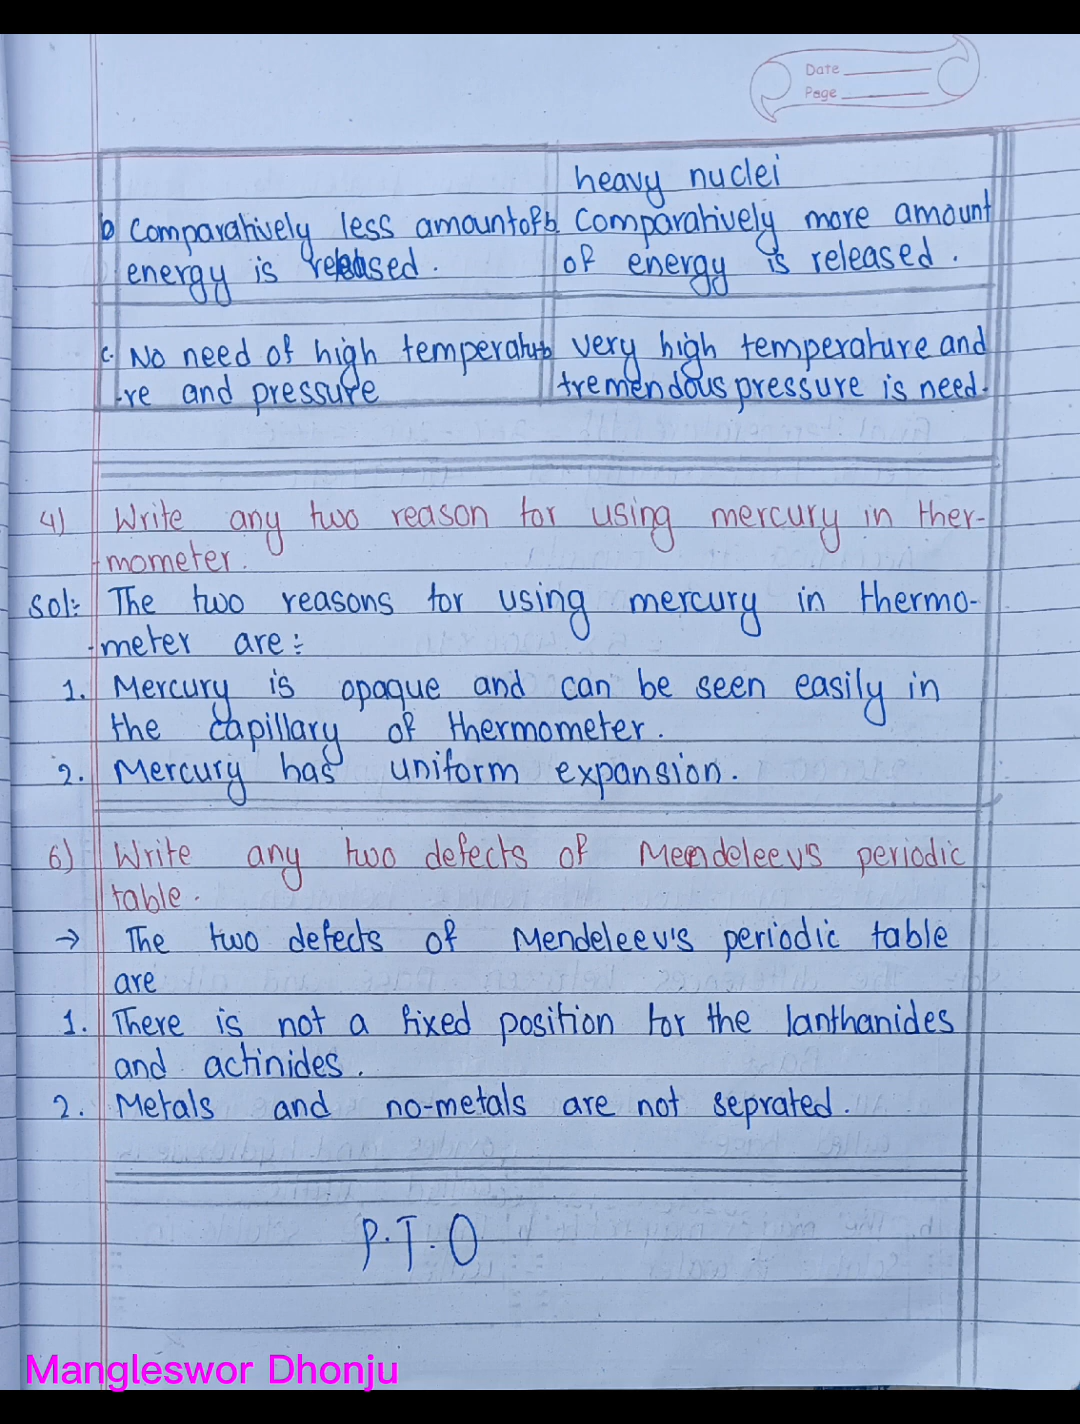 Date
Page
heavy nuclei
b Comparatively less amount of b. Comparatively more amount
energy is released. of energy is released.
c. No need of high temperatu very high temperature and
-re and pressure tremendous pressure is need.
4) Write any two reason for using mercury in ther-
mometer.
Sol: The two reasons for using mercury in thermo-
-meter are:
1. Mercury is opaque and can be seen easily in
the capillary of thermometer.
2. Mercury has uniform expansion.
6) Write any two defects of Mendeleev's periodic
table.
→ The two defects of Mendeleev's periodic table
are
1. There is not a fixed position for the lanthanides
and actinides.
2. Metals and no-metals are not seprated.
P.T.O
Mangleswor Dhonju